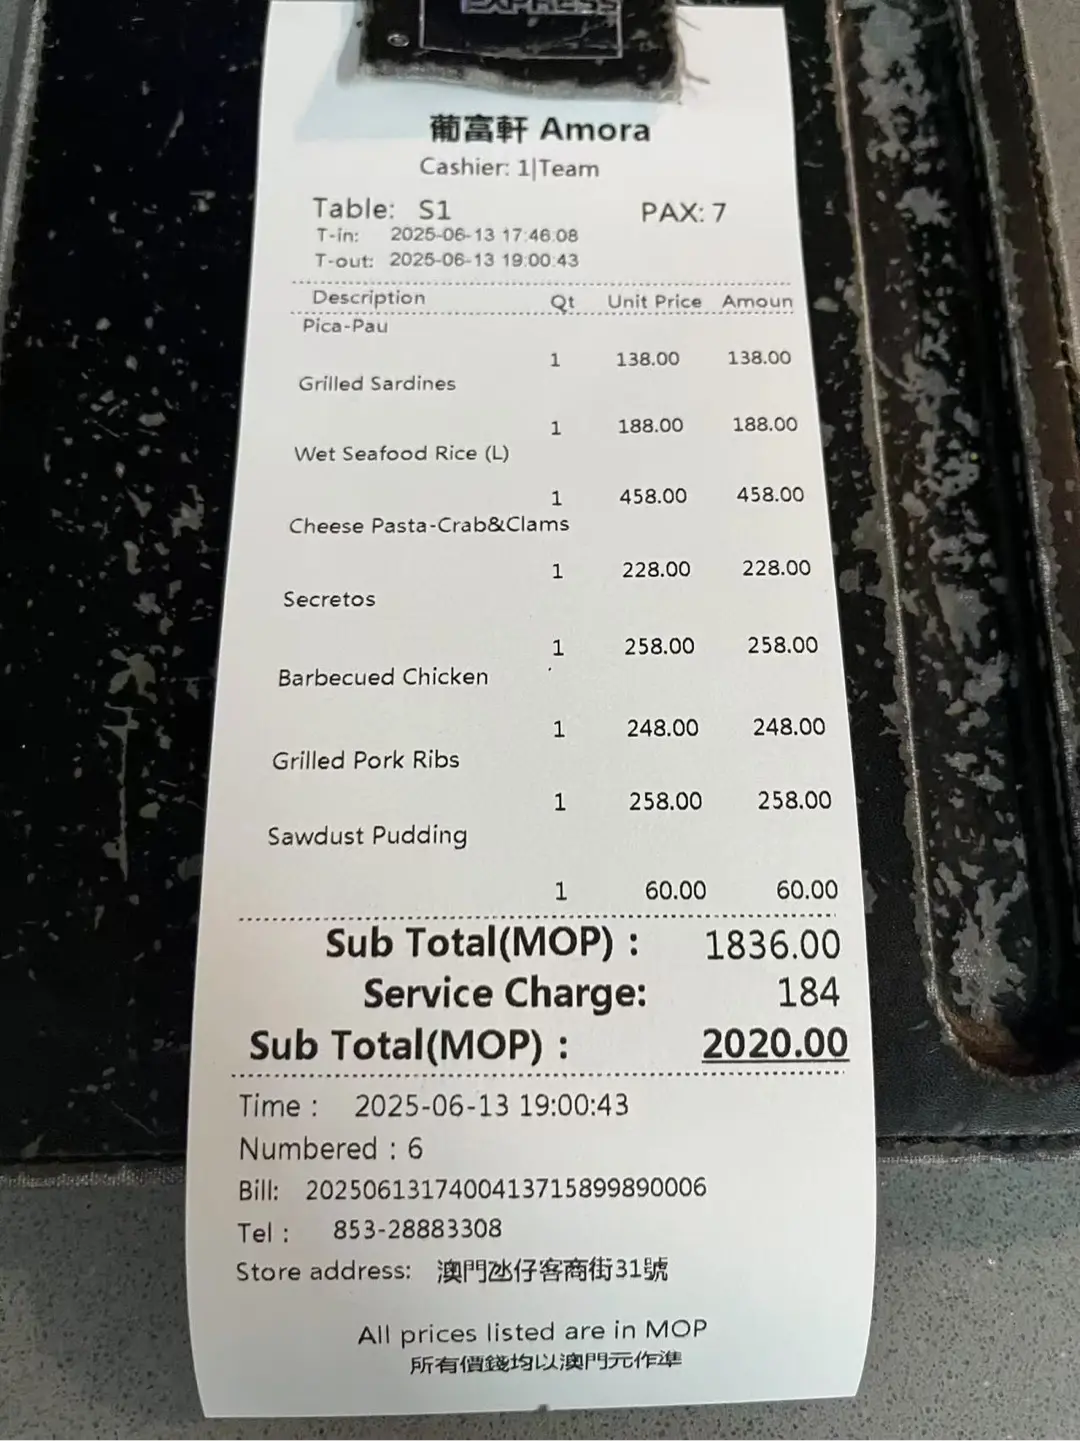 EXPRESS
葡富軒 Amora
Cashier: 1|Team
Table: S1 PAX: 7
T-in: 2025-06-13 17:46:08
T-out: 2025-06-13 19:00:43
Description Qt Unit Price Amoun
Pica-Pau
1 138.00 138.00
Grilled Sardines
1 188.00 188.00
Wet Seafood Rice (L)
1 458.00 458.00
Cheese Pasta-Crab&Clams
1 228.00 228.00
Secretos
1 258.00 258.00
Barbecued Chicken
1 248.00 248.00
Grilled Pork Ribs
1 258.00 258.00
Sawdust Pudding
1 60.00 60.00
Sub Total(MOP) : 1836.00
Service Charge: 184
Sub Total(MOP) : 2020.00
Time : 2025-06-13 19:00:43
Numbered : 6
Bill: 2025061317400413715899890006
Tel : 853-28883308
Store address: 澳門氹仔客商街31號
All prices listed are in MOP
所有價錢均以澳門元作準